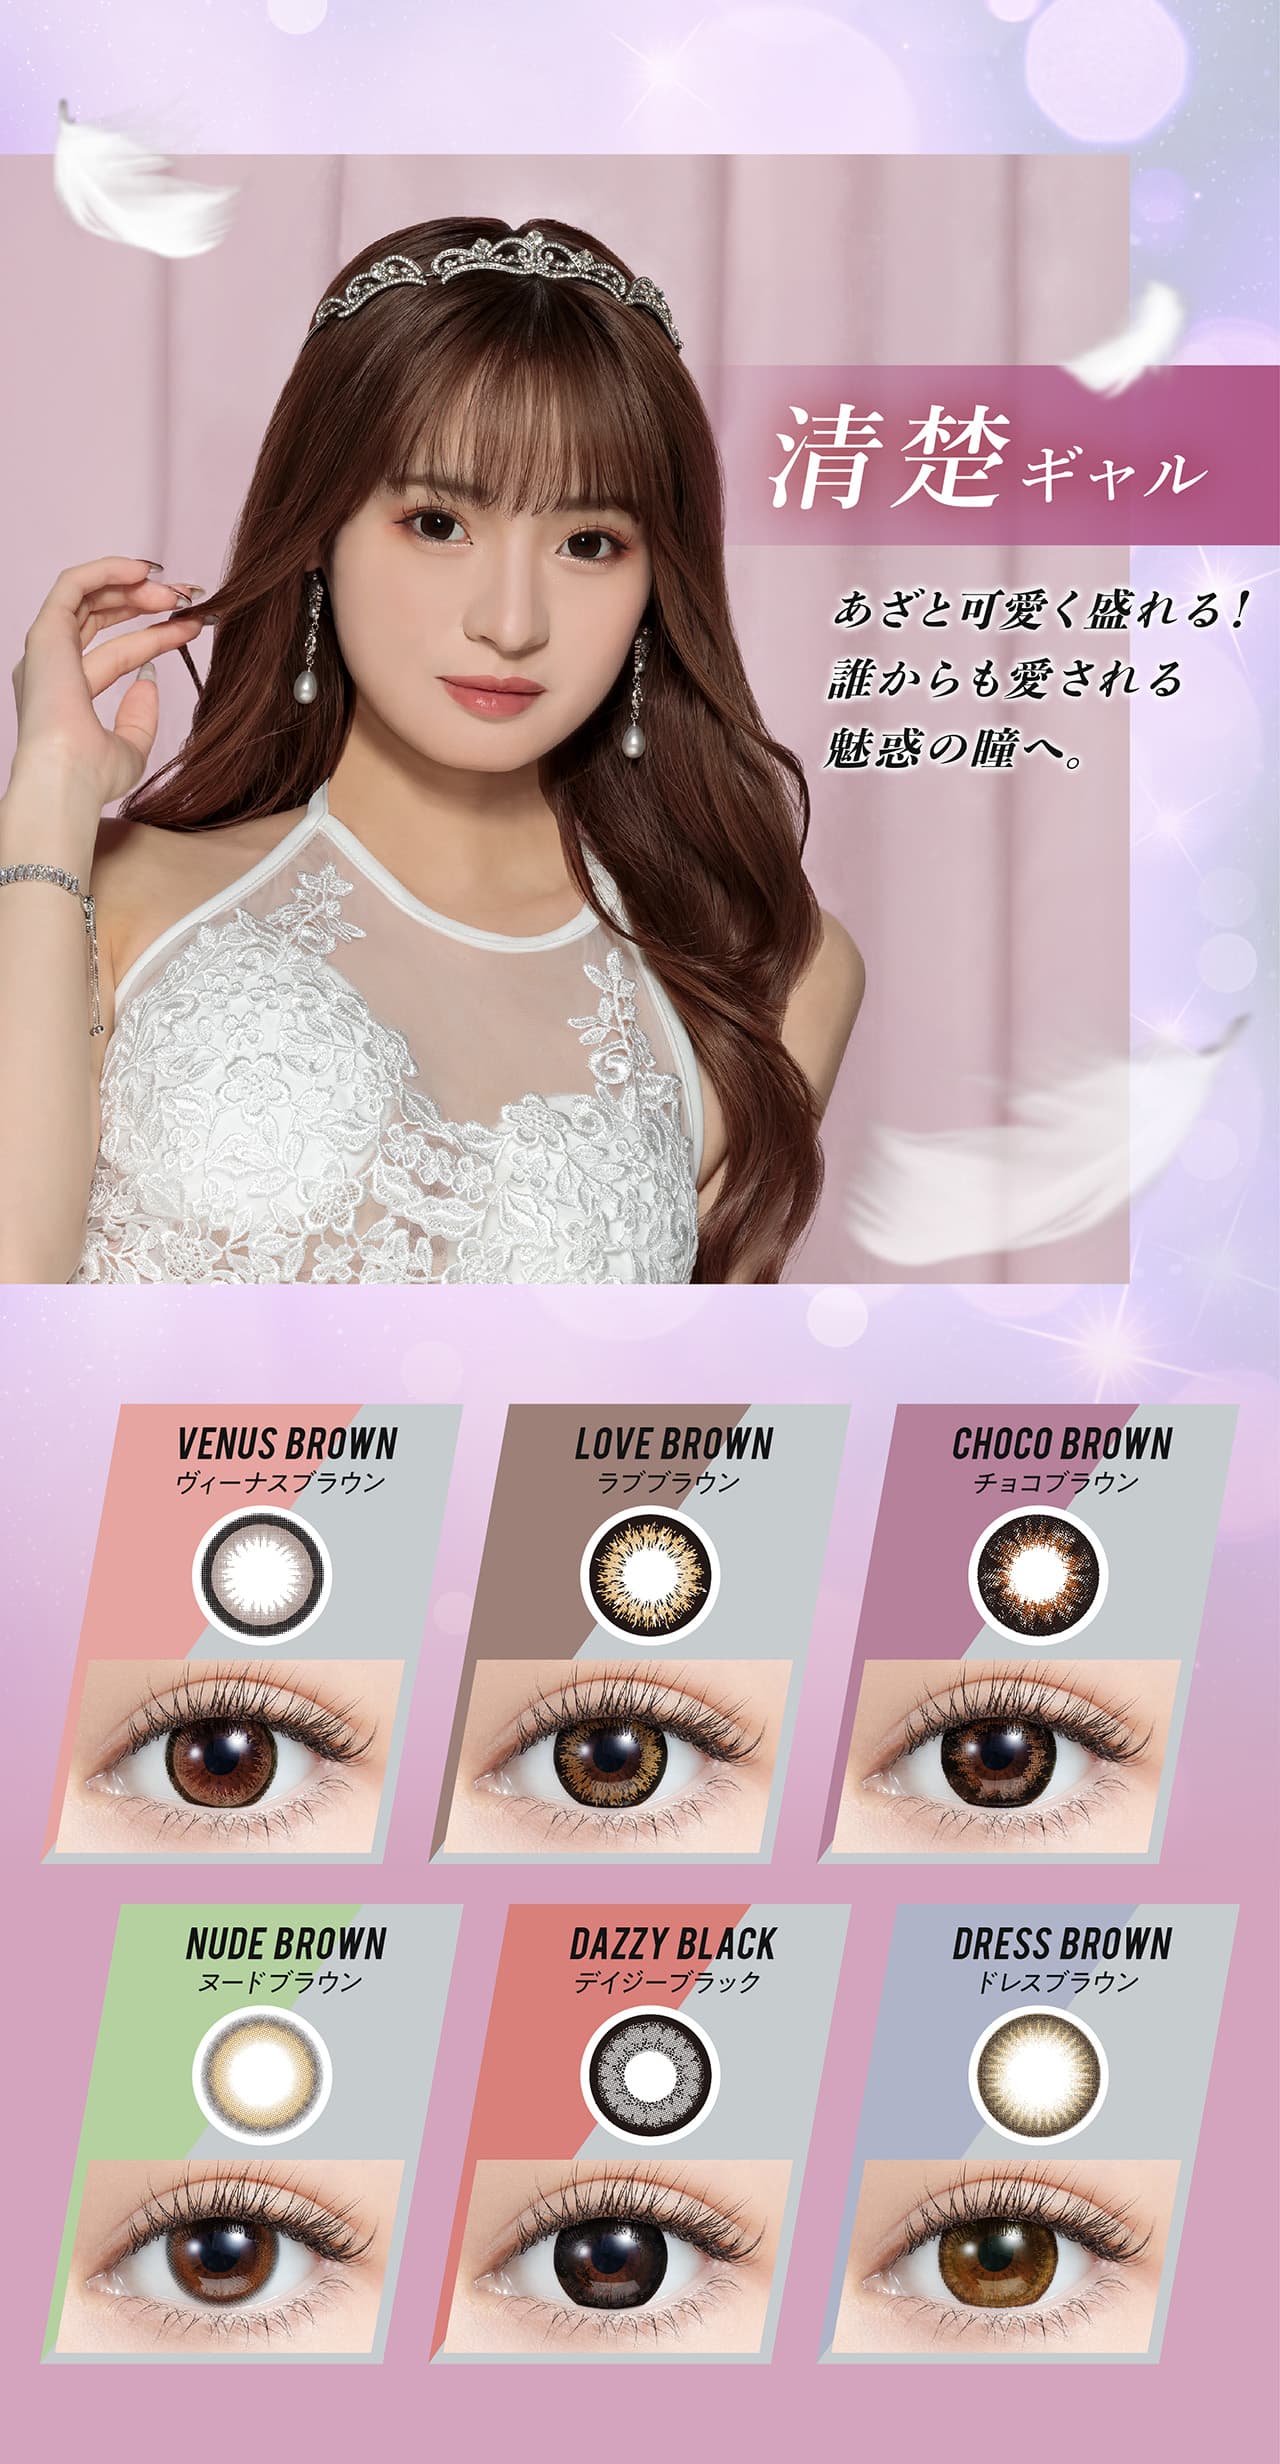 清楚ギャル
あざと可愛く盛れる!
誰からも愛される
魅惑の瞳へ。
VENUS BROWN
ヴィーナスブラウン
LOVE BROWN
ラブブラウン
CHOCO BROWN
チョコブラウン
NUDE BROWN
ヌードブラウン
DAZZY BLACK
デイジーブラック
DRESS BROWN
ドレスブラウン